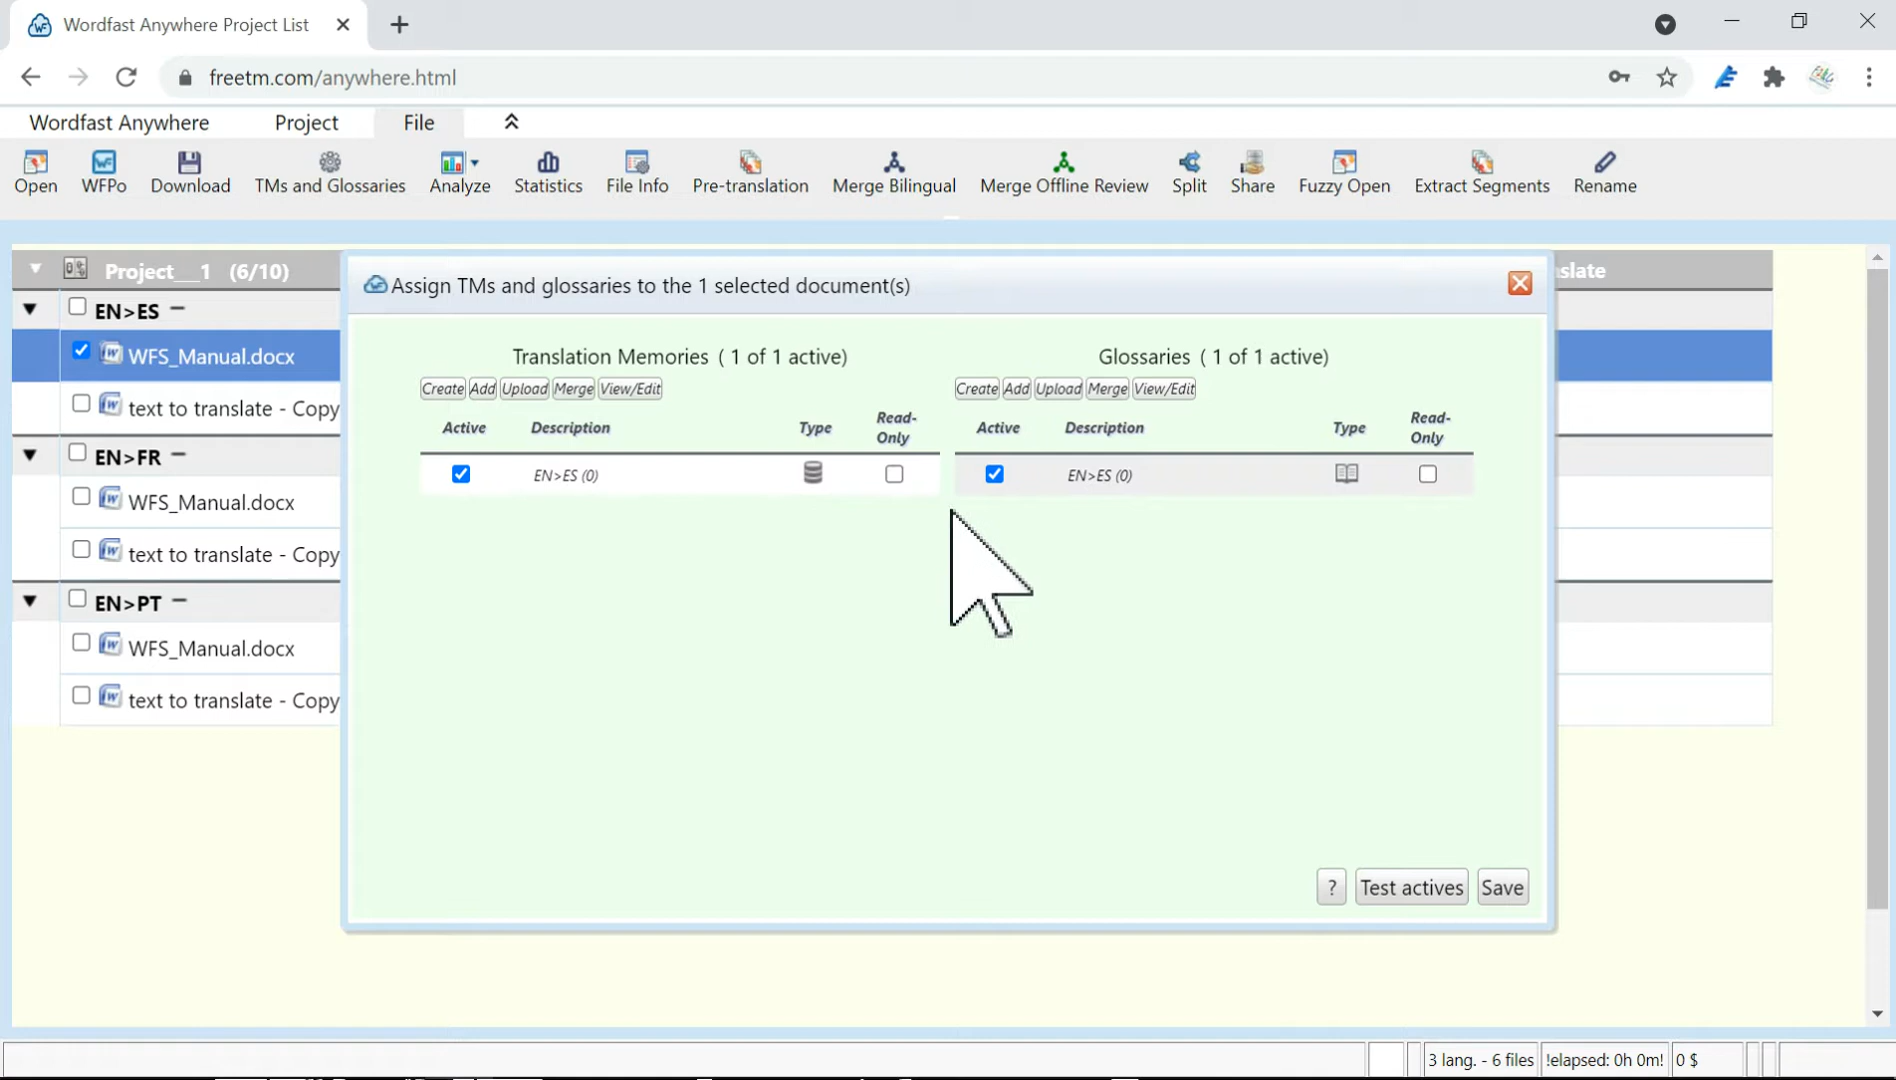 Wordfast Anywhere Project List
freetm.com/anywhere.html
Wordfast Anywhere Project File
Open WFPo Download TMs and Glossaries Analyze Statistics File Info Pre-translation Merge Bilingual Merge Offline Review Split Share Fuzzy Open Extract Segments Rename
Project__1 (6/10)
slate
EN>ES
WFS_Manual.docx
text to translate - Copy
EN>FR
WFS_Manual.docx
text to translate - Copy
EN>PT
WFS_Manual.docx
text to translate - Copy
Assign TMs and glossaries to the 1 selected document(s)
Translation Memories ( 1 of 1 active)
Create Add Upload Merge View/Edit
Active Description Type Read-Only
EN>ES (0)
Glossaries ( 1 of 1 active)
Create Add Upload Merge View/Edit
Active Description Type Read-Only
EN>ES (0)
? Test actives Save
3 lang. - 6 files !elapsed: 0h 0m! 0 $